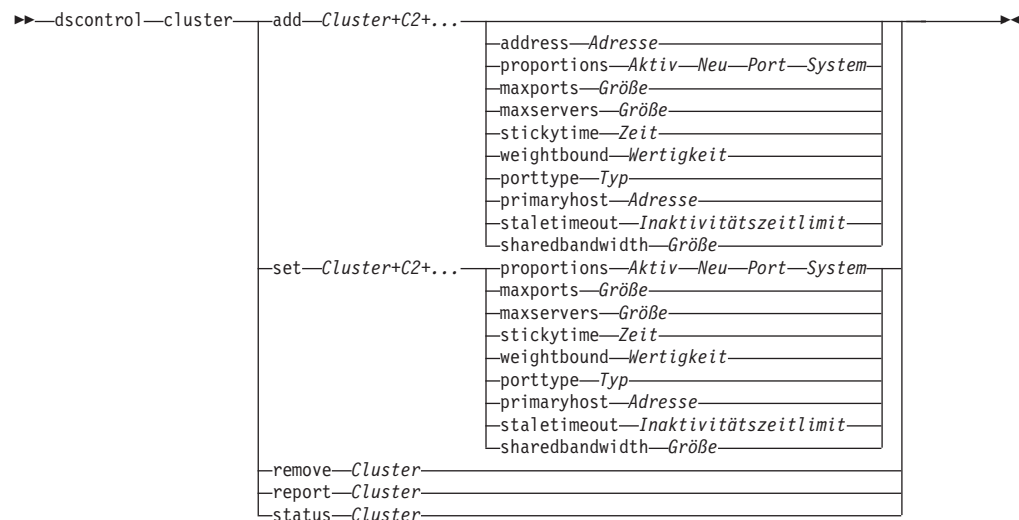 dscontrol cluster add Cluster+C2+...
address Adresse
proportions Aktiv Neu Port System
maxports Größe
maxservers Größe
stickytime Zeit
weightbound Wertigkeit
porttype Typ
primaryhost Adresse
staletimeout Inaktivitätszeitlimit
sharedbandwidth Größe
set Cluster+C2+... proportions Aktiv Neu Port System
maxports Größe
maxservers Größe
stickytime Zeit
weightbound Wertigkeit
porttype Typ
primaryhost Adresse
staletimeout Inaktivitätszeitlimit
sharedbandwidth Größe
remove Cluster
report Cluster
status Cluster